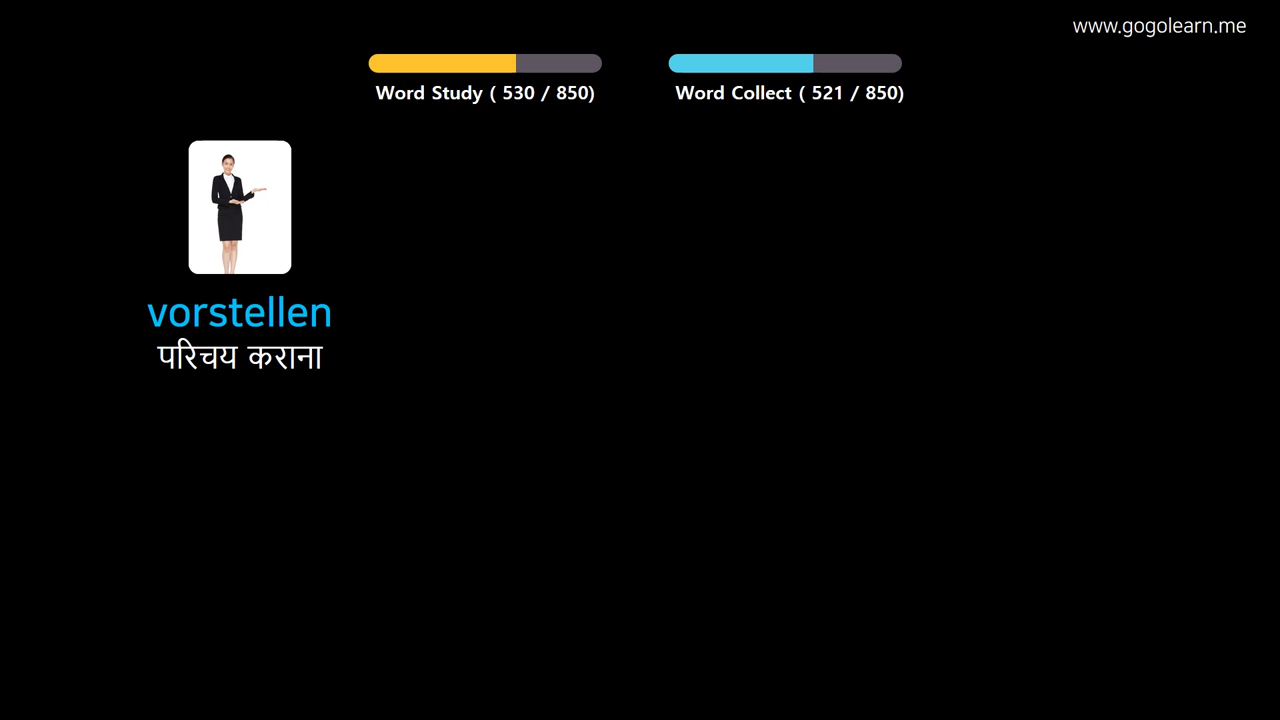 www.gogolearn.me
Word Study ( 530 / 850)
Word Collect ( 521 / 850)
vorstellen
परिचय कराना